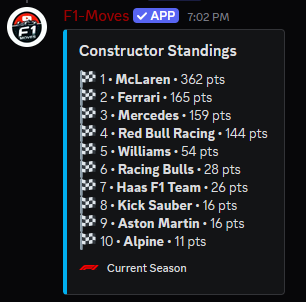 F1 MOVES
F1-Moves ✓ APP 7:02 PM
Constructor Standings
1 • McLaren • 362 pts
2 • Ferrari • 165 pts
3 • Mercedes • 159 pts
4 • Red Bull Racing • 144 pts
5 • Williams • 54 pts
6 • Racing Bulls • 28 pts
7 • Haas F1 Team • 26 pts
8 • Kick Sauber • 16 pts
9 • Aston Martin • 16 pts
10 • Alpine • 11 pts
Current Season